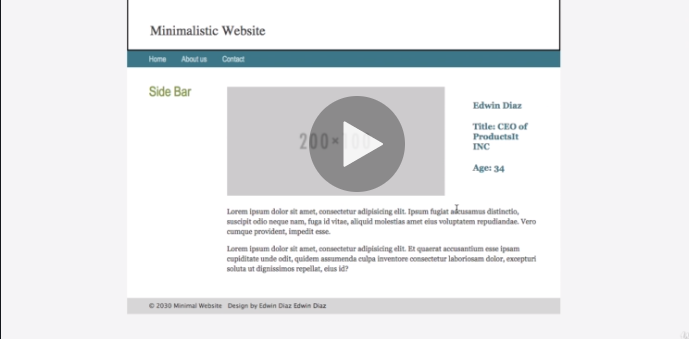 Minimalistic Website
Home About us Contact
Side Bar
200×
Edwin Diaz
Title: CEO of
ProductsIt
INC
Age: 34
Lorem ipsum dolor sit amet, consectetur adipisicing elit. Ipsum fugiat accusamus distinctio,
suscipit odio neque nam, fuga id vitae, aliquid molestias amet eius voluptatem repudiandae. Vero
cumque provident, impedit esse.
Lorem ipsum dolor sit amet, consectetur adipisicing elit. Et quaerat accusantium esse ipsam
cupiditate unde odit, quidem assumenda culpa inventore consectetur laboriosam dolor, excepturi
soluta ut dignissimos repellat, eius id?
© 2030 Minimal Website Design by Edwin Diaz Edwin Diaz